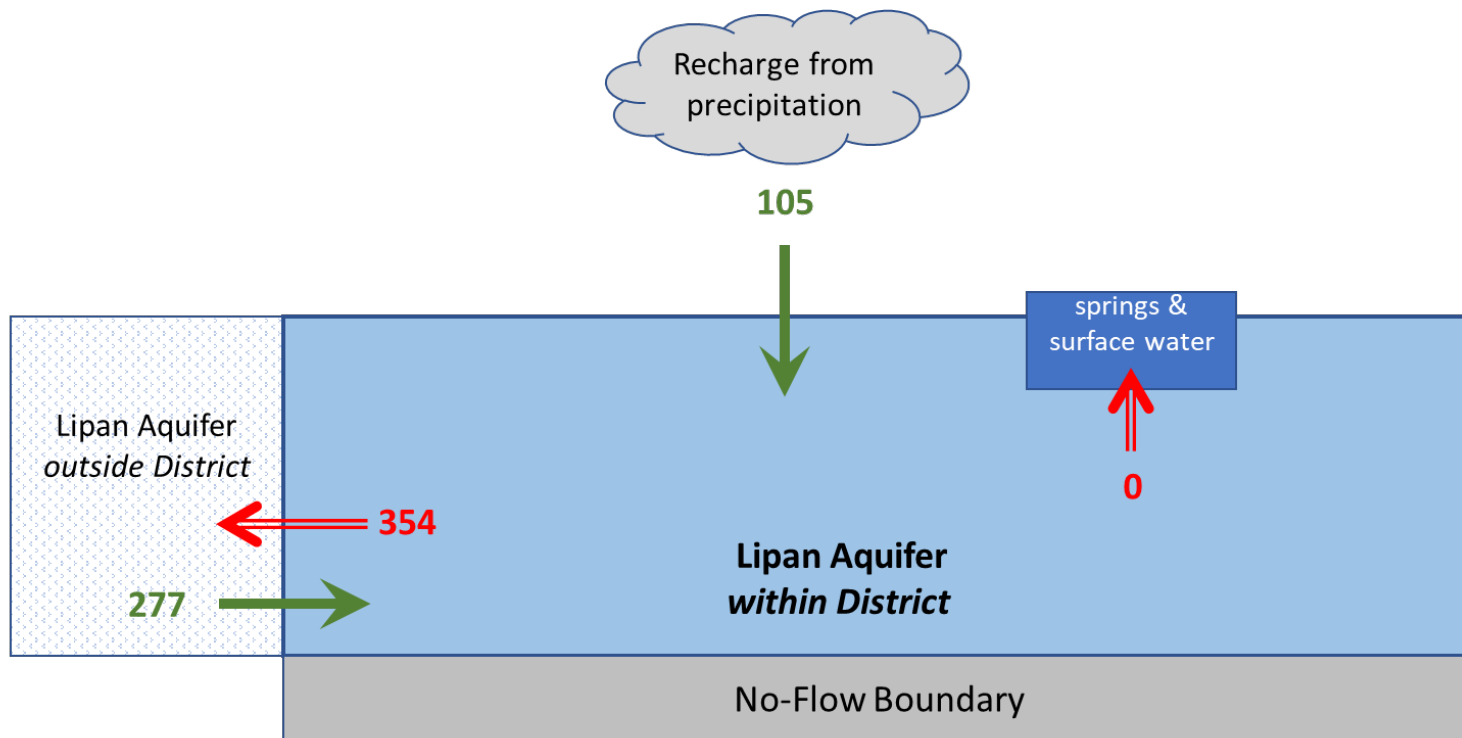 Recharge from
precipitation
105
springs &
surface water
Lipan Aquifer
outside District
0
354
Lipan Aquifer
within District
277
No-Flow Boundary